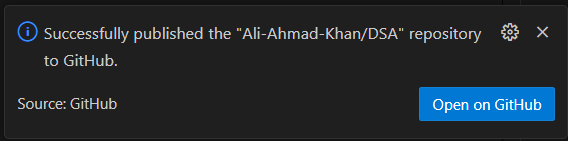 Successfully published the "Ali-Ahmad-Khan/DSA" repository
to GitHub.
Source: GitHub
Open on GitHub